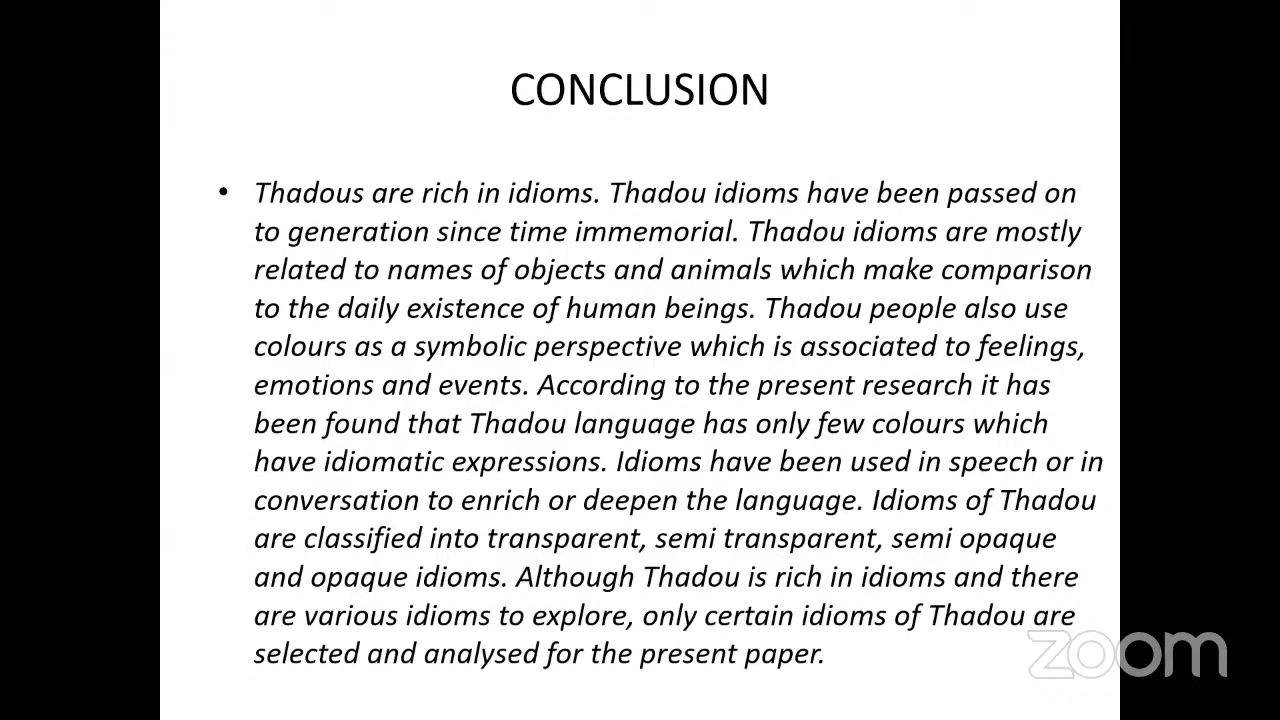 CONCLUSION
• Thadous are rich in idioms. Thadou idioms have been passed on
to generation since time immemorial. Thadou idioms are mostly
related to names of objects and animals which make comparison
to the daily existence of human beings. Thadou people also use
colours as a symbolic perspective which is associated to feelings,
emotions and events. According to the present research it has
been found that Thadou language has only few colours which
have idiomatic expressions. Idioms have been used in speech or in
conversation to enrich or deepen the language. Idioms of Thadou
are classified into transparent, semi transparent, semi opaque
and opaque idioms. Although Thadou is rich in idioms and there
are various idioms to explore, only certain idioms of Thadou are
selected and analysed for the present paper.
zoom